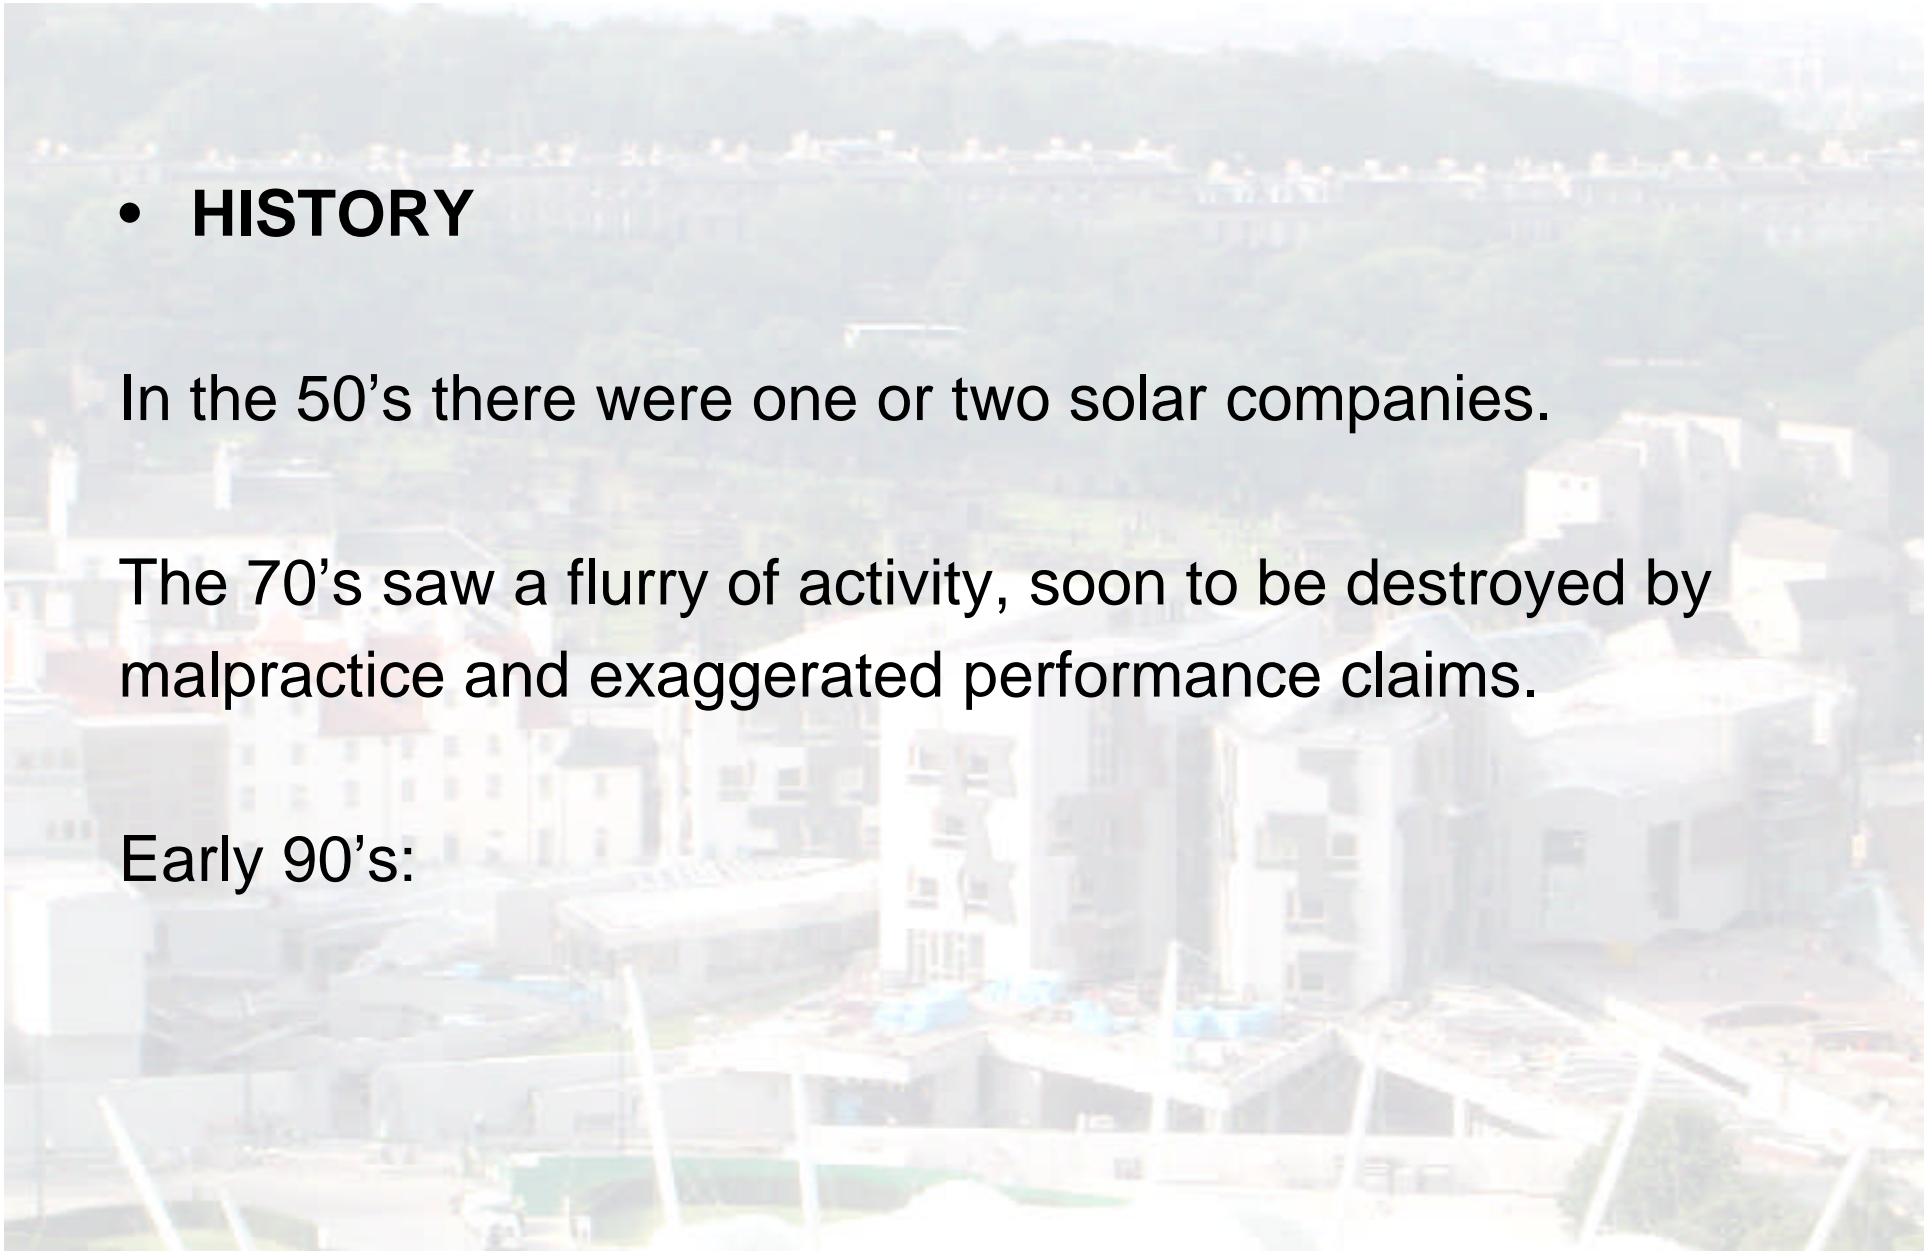 • HISTORY
In the 50’s there were one or two solar companies.
The 70’s saw a flurry of activity, soon to be destroyed by
malpractice and exaggerated performance claims.
Early 90’s: